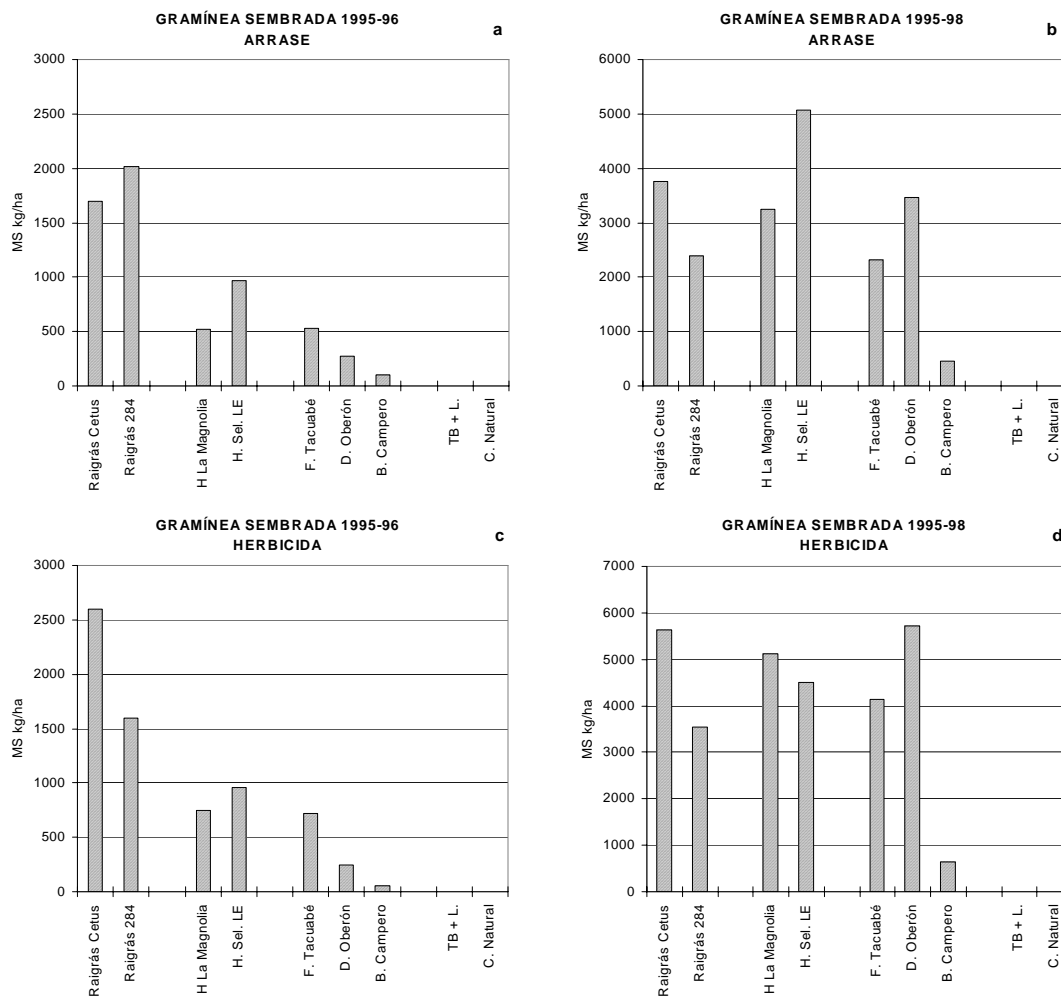 GRAMÍNEA SEMBRADA 1995-96
ARRASE
a
3000
2500
2000
1500
1000
500
0
MS kg/ha
Raigrás Cetus
Raigrás 284
H La Magnolia
H. Sel. LE
F. Tacuabé
D. Oberón
B. Campero
TB + L.
C. Natural
GRAMÍNEA SEMBRADA 1995-98
ARRASE
b
6000
5000
4000
3000
2000
1000
0
MS kg/ha
Raigrás Cetus
Raigrás 284
H La Magnolia
H. Sel. LE
F. Tacuabé
D. Oberón
B. Campero
TB + L.
C. Natural
GRAMÍNEA SEMBRADA 1995-96
HERBICIDA
c
3000
2500
2000
1500
1000
500
0
MS kg/ha
Raigrás Cetus
Raigrás 284
H La Magnolia
H. Sel. LE
F. Tacuabé
D. Oberón
B. Campero
TB + L.
C. Natural
GRAMÍNEA SEMBRADA 1995-98
HERBICIDA
d
7000
6000
5000
4000
3000
2000
1000
0
MS kg/ha
Raigrás Cetus
Raigrás 284
H La Magnolia
H. Sel. LE
F. Tacuabé
D. Oberón
B. Campero
TB + L.
C. Natural